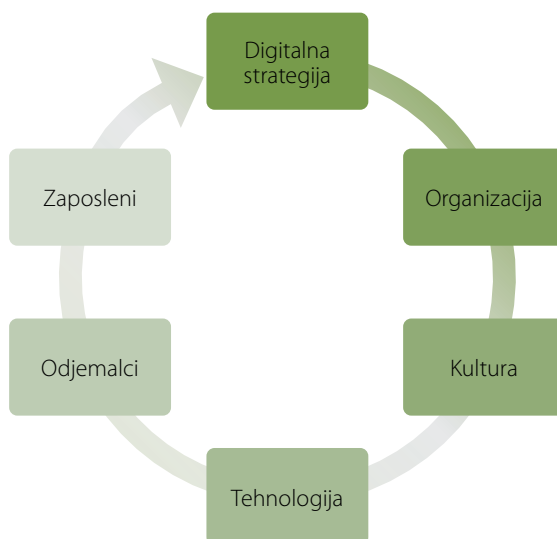 Digitalna
strategija
Organizacija
Kultura
Tehnologija
Odjemalci
Zaposleni